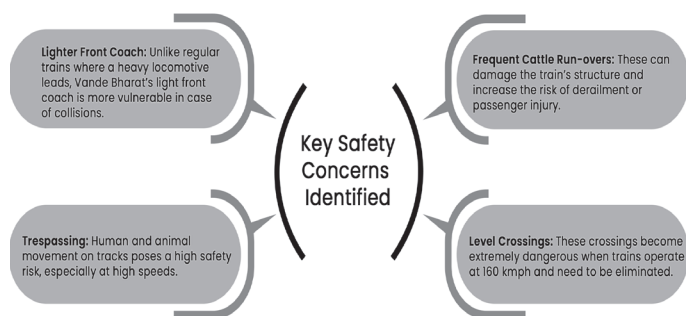 Lighter Front Coach: Unlike regular
trains where a heavy locomotive
leads, Vande Bharat's light front
coach is more vulnerable in case
of collisions.
Frequent Cattle Run-overs: These can
damage the train's structure and
increase the risk of derailment or
passenger injury.
Key Safety
Concerns
Identified
Trespassing: Human and animal
movement on tracks poses a high safety
risk, especially at high speeds.
Level Crossings: These crossings become
extremely dangerous when trains operate
at 160 kmph and need to be eliminated.